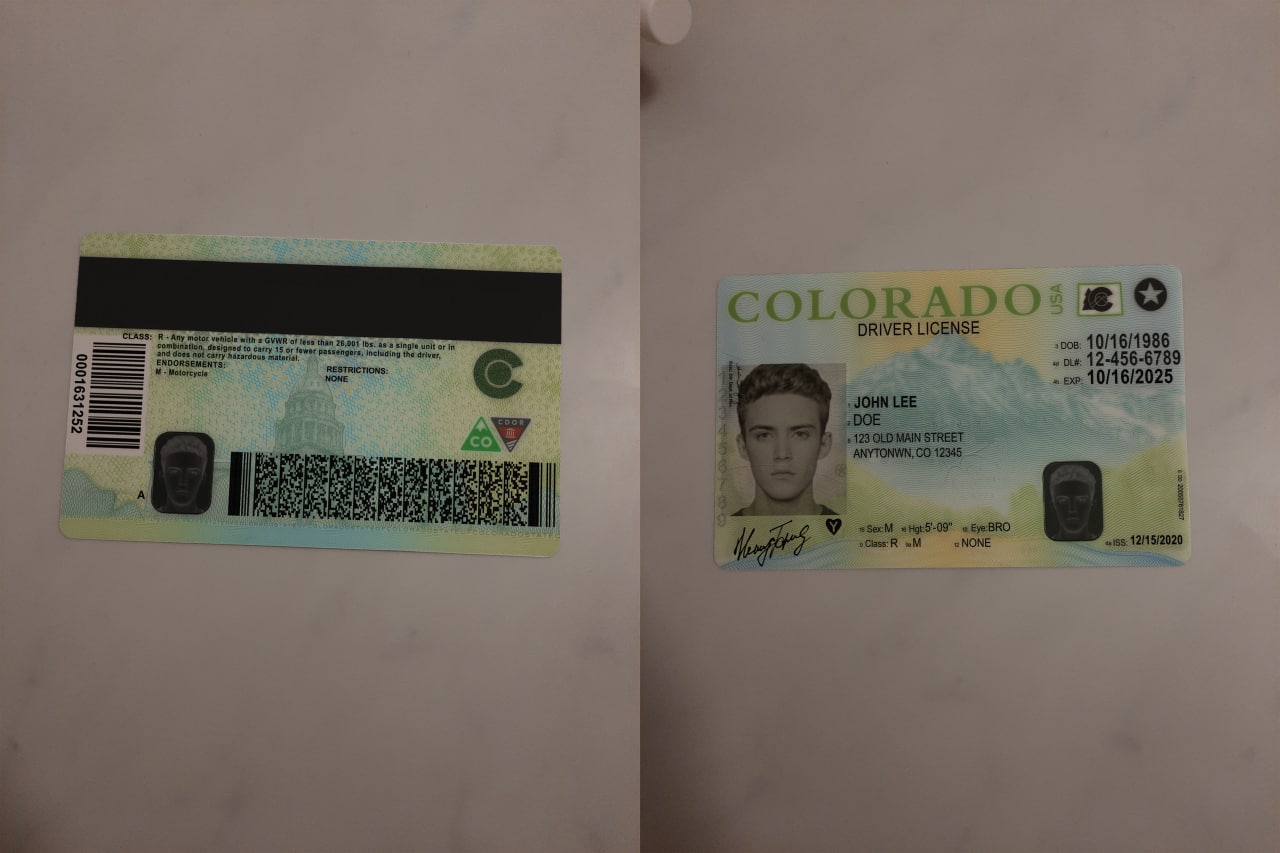 CLASS: R - Any motor vehicle with a GVWR of less than 26,001 lbs. as a single unit or in
combination, designed to carry 15 or fewer passengers, including the driver,
and does not carry hazardous material.
ENDORSEMENTS:
M - Motorcycle
RESTRICTIONS:
NONE
0001631252
C
CO
CDOR
A
COLORADO USA
DRIVER LICENSE
3 DOB: 10/16/1986
4d DL#: 12-456-6789
4b EXP: 10/16/2025
1 JOHN LEE
2 DOE
8 123 OLD MAIN STREET
ANYTONWN, CO 12345
15 Sex: M 16 Hgt: 5'-09" 18 Eye: BRO
9 Class: R 9a M 12 NONE
4a ISS: 12/15/2020
Y